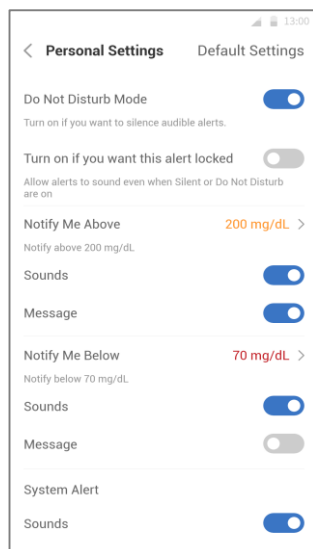 13:00
Personal Settings Default Settings
Do Not Disturb Mode
Turn on if you want to silence audible alerts.
Turn on if you want this alert locked
Allow alerts to sound even when Silent or Do Not Disturb
are on
Notify Me Above 200 mg/dL >
Notify above 200 mg/dL
Sounds
Message
Notify Me Below 70 mg/dL >
Notify below 70 mg/dL
Sounds
Message
System Alert
Sounds